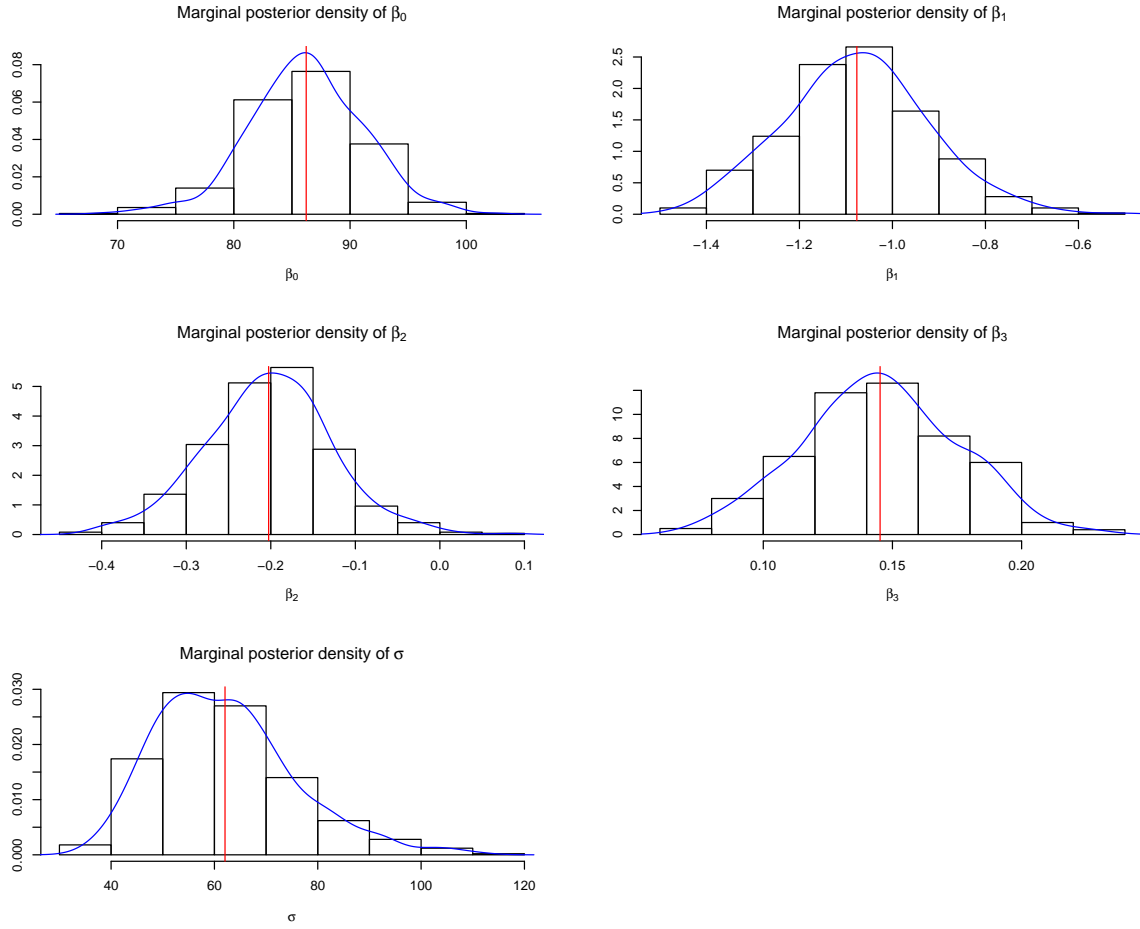 Marginal posterior density of β₀
0.00 0.02 0.04 0.06 0.08
70 80 90 100
β₀
Marginal posterior density of β₁
0.0 0.5 1.0 1.5 2.0 2.5
−1.4 −1.2 −1.0 −0.8 −0.6
β₁
Marginal posterior density of β₂
0 1 2 3 4 5
−0.4 −0.3 −0.2 −0.1 0.0 0.1
β₂
Marginal posterior density of β₃
0 2 4 6 8 10
0.10 0.15 0.20
β₃
Marginal posterior density of σ
0.000 0.010 0.020 0.030
40 60 80 100 120
σ